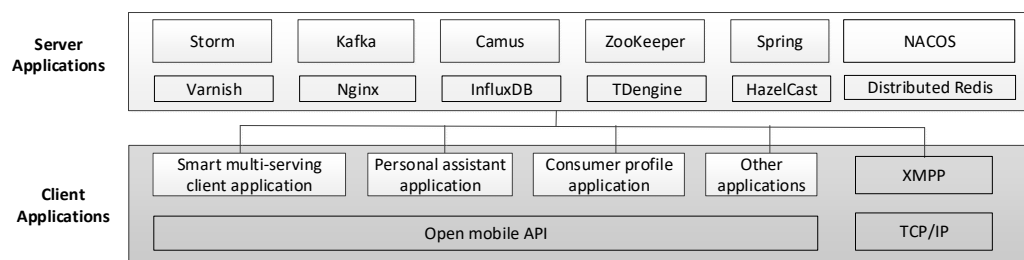 Server
Applications
Storm
Kafka
Camus
ZooKeeper
Spring
NACOS
Varnish
Nginx
InfluxDB
TDengine
HazelCast
Distributed Redis
Client
Applications
Smart multi-serving
client application
Personal assistant
application
Consumer profile
application
Other
applications
XMPP
Open mobile API
TCP/IP